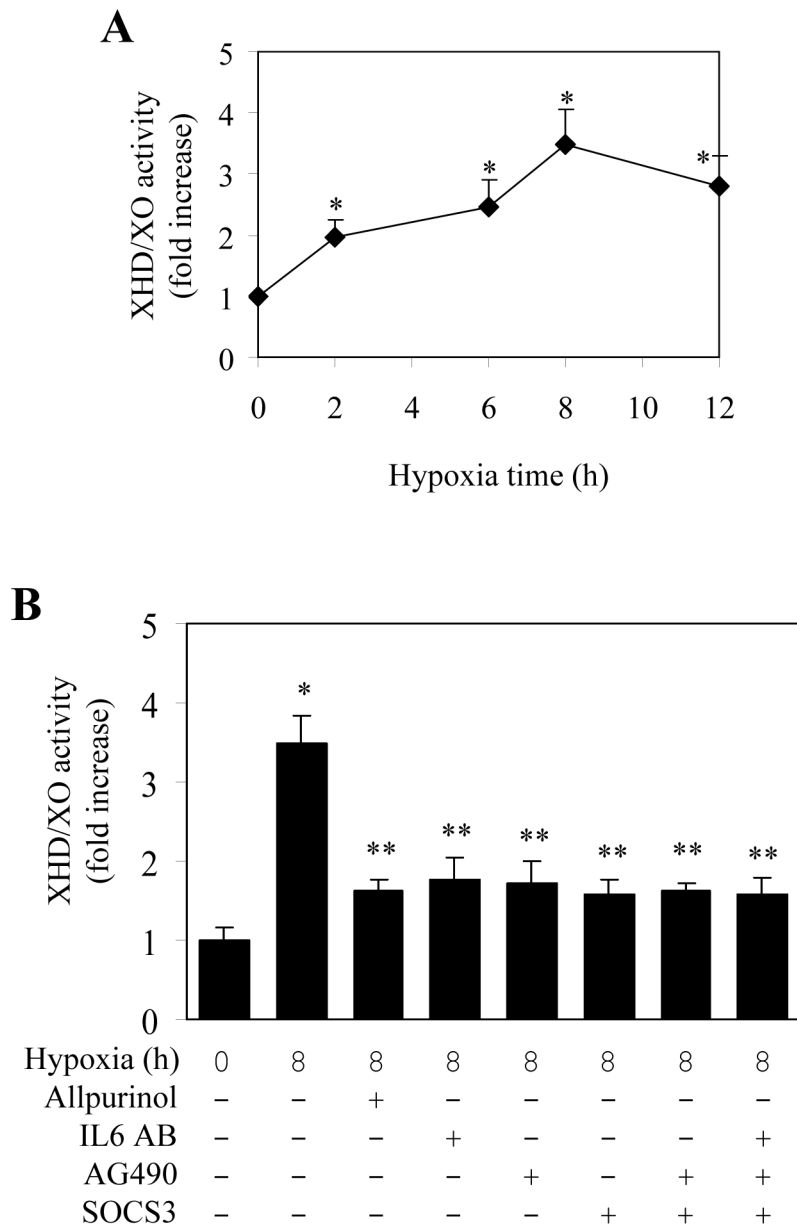 A
XHD/XO activity
(fold increase)
5
4
3
2
1
0
*
*
*
*
0 2 4 6 8 10 12
Hypoxia time (h)
B
XHD/XO activity
(fold increase)
5
4
3
2
1
0
*
** ** ** ** ** **
Hypoxia (h) 0 8 8 8 8 8 8 8
Allpurinol − − + − − − − −
IL6 AB − − − + − − − +
AG490 − − − − + − + +
SOCS3 − − − − − + + +